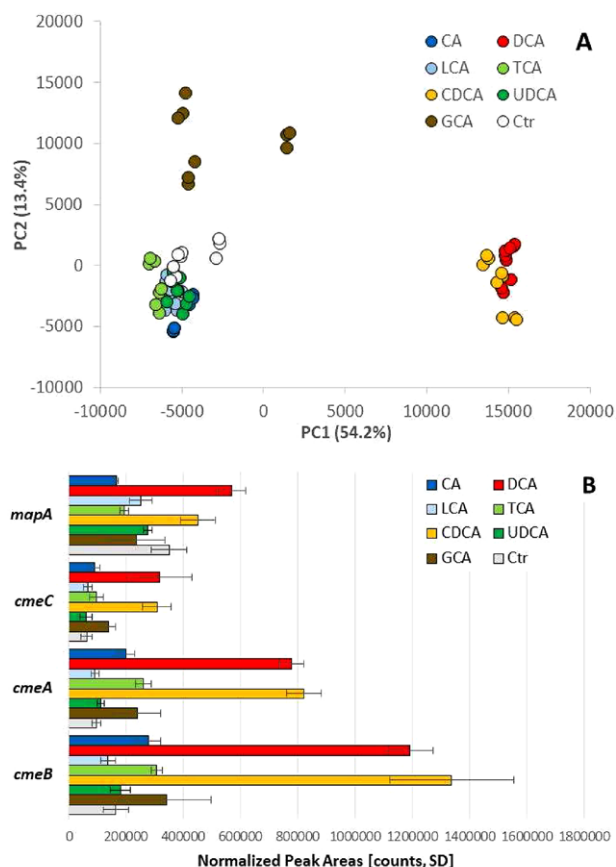 20000
15000
10000
5000
0
-5000
-10000
PC2 (13.4%)
CA DCA
LCA TCA
CDCA UDCA
GCA Ctr
A
-10000 -5000 0 5000 10000 15000 20000
PC1 (54.2%)
B
CA DCA
LCA TCA
CDCA UDCA
GCA Ctr
mapA
cmeC
cmeA
cmeB
0 200000 400000 600000 800000 1000000 1200000 1400000 1600000 1800000
Normalized Peak Areas [counts, SD]